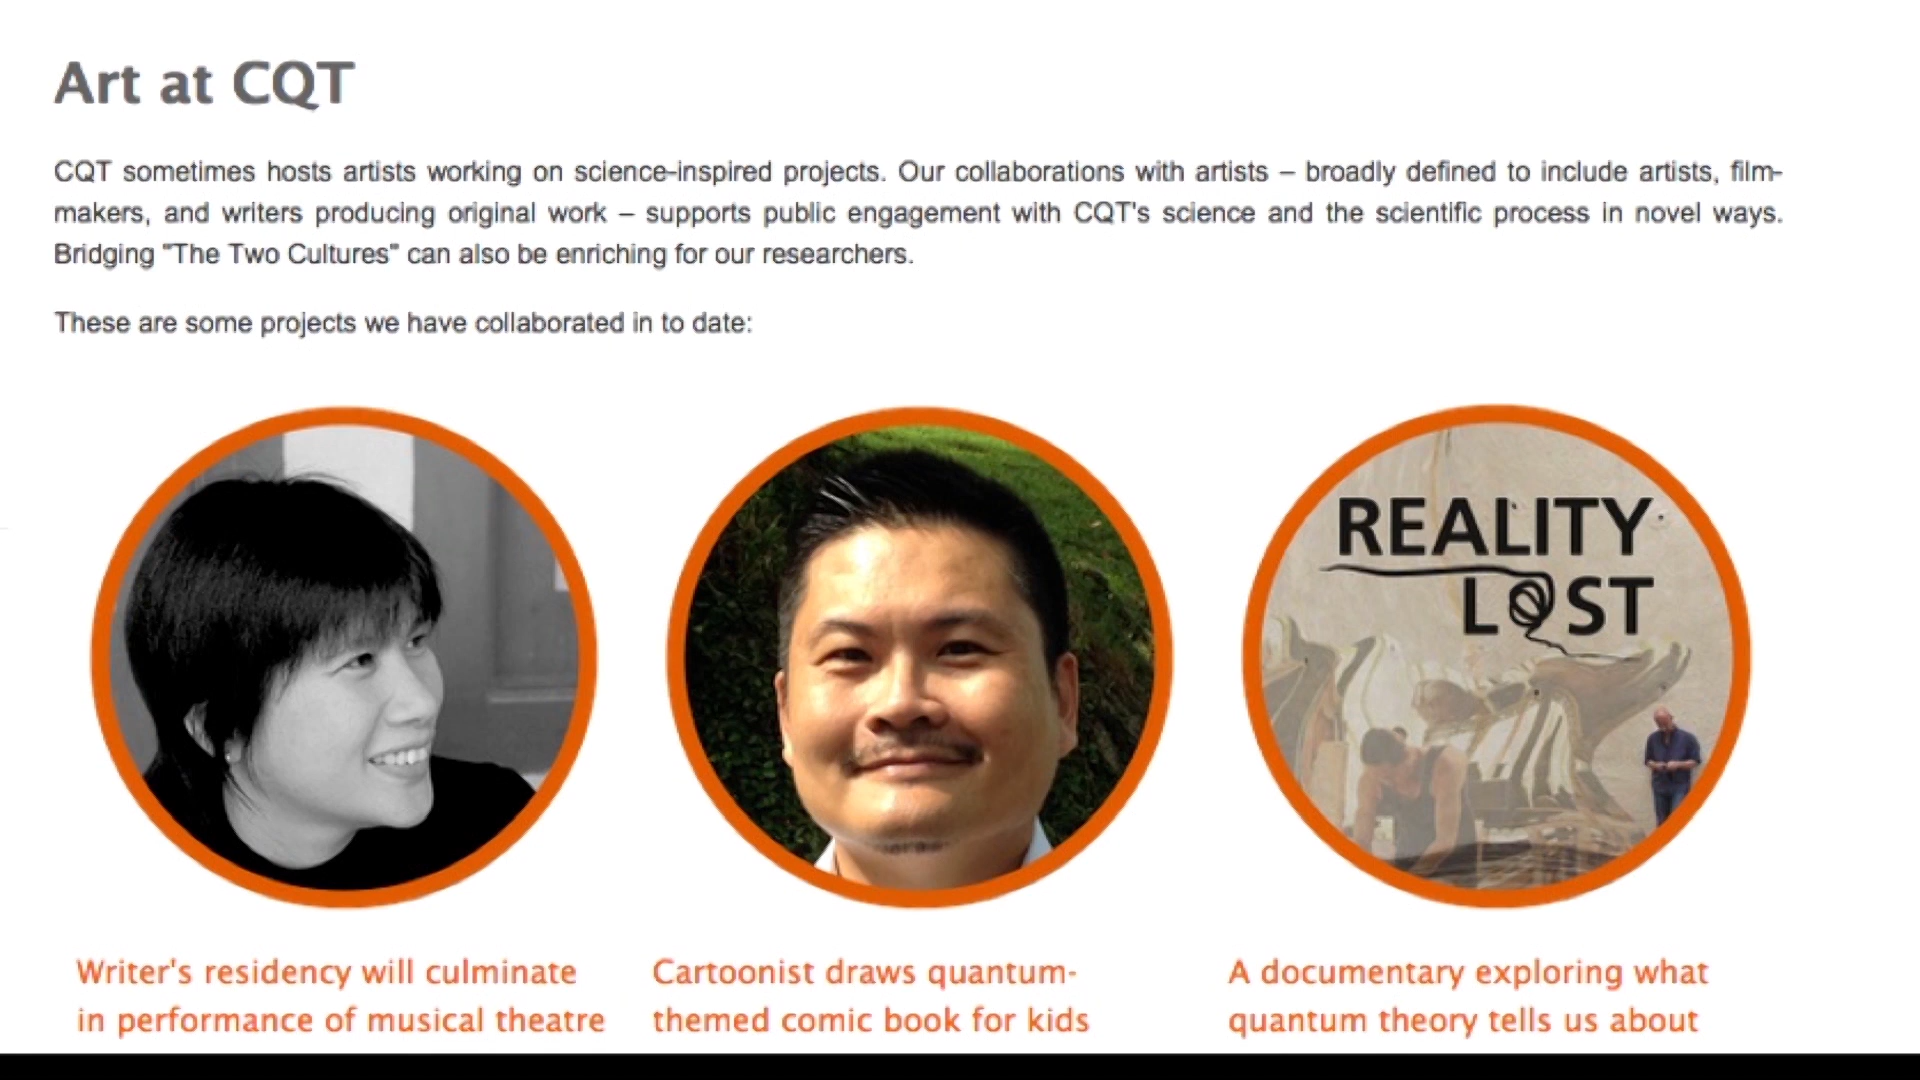 Art at CQT
CQT sometimes hosts artists working on science-inspired projects. Our collaborations with artists – broadly defined to include artists, film-
makers, and writers producing original work – supports public engagement with CQT's science and the scientific process in novel ways.
Bridging "The Two Cultures" can also be enriching for our researchers.
These are some projects we have collaborated in to date:
REALITY
LOST
Writer's residency will culminate
in performance of musical theatre
Cartoonist draws quantum-
themed comic book for kids
A documentary exploring what
quantum theory tells us about